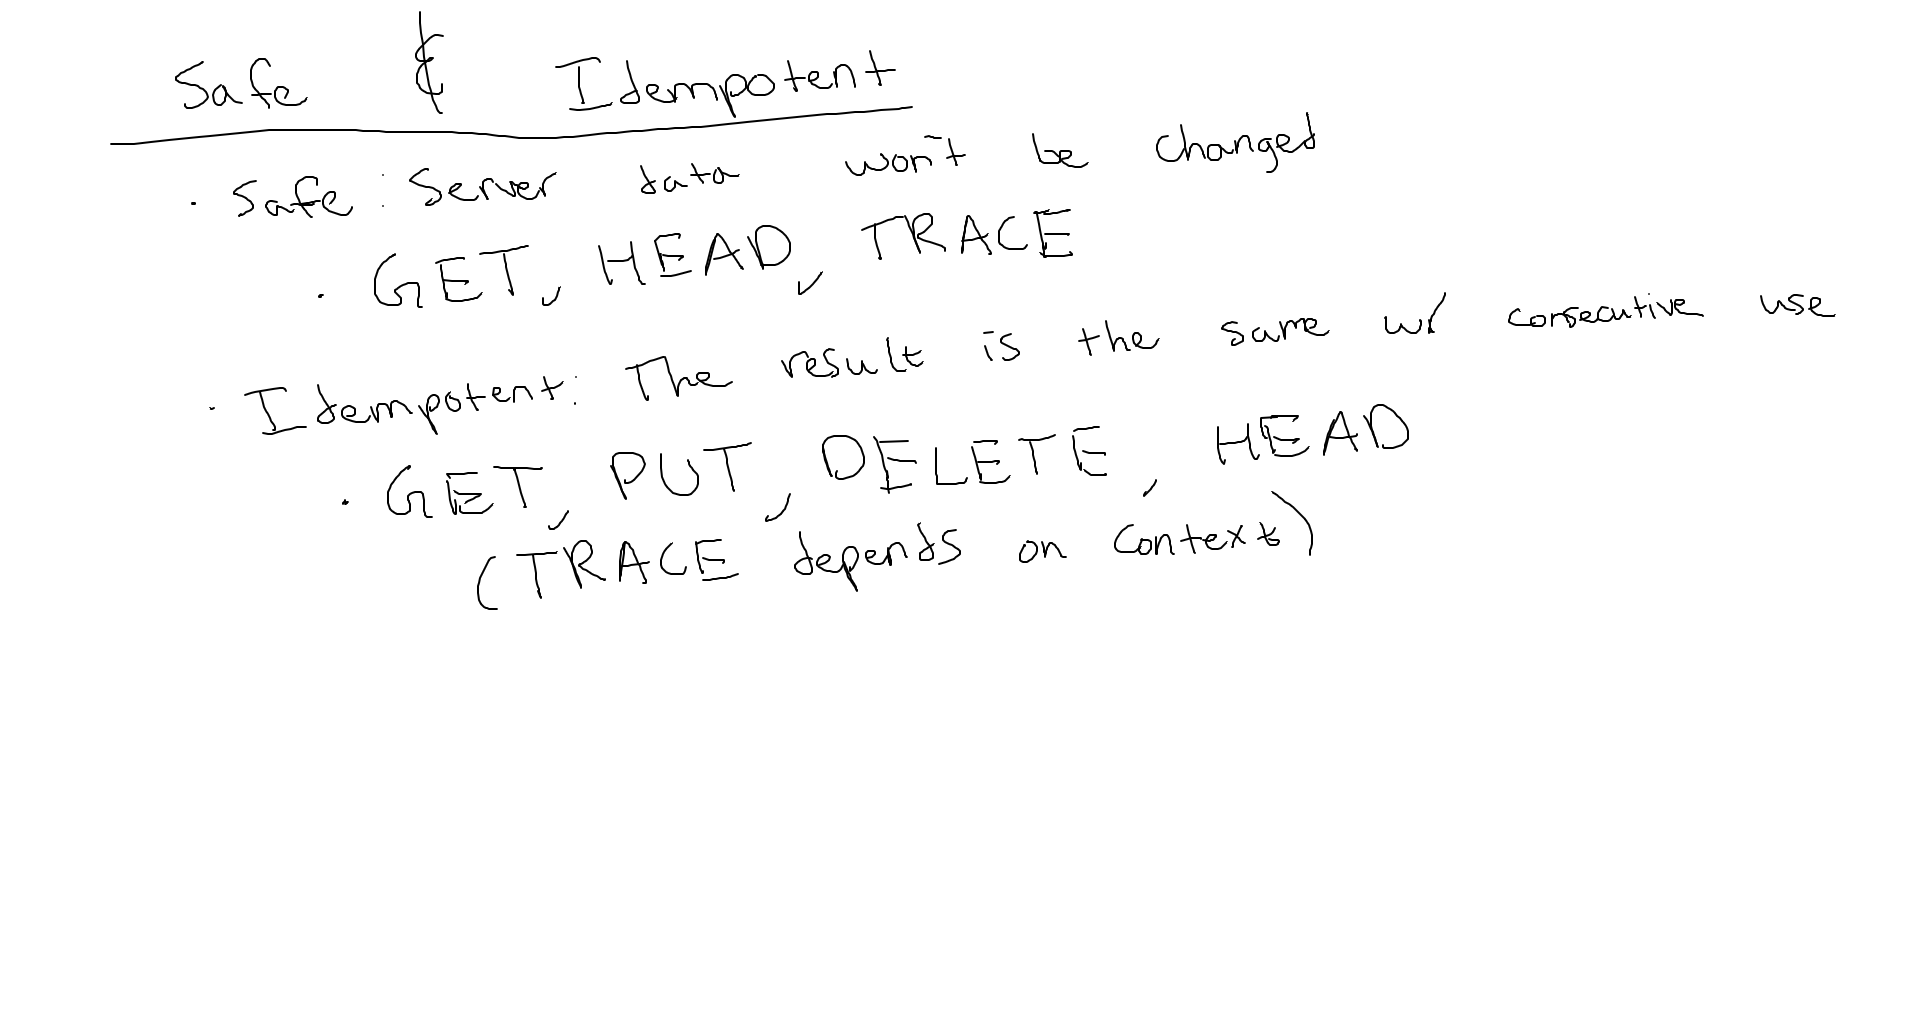 Safe & Idempotent
· Safe: Server data won't be changed
· GET, HEAD, TRACE
· Idempotent: The result is the same w/ consecutive use
· GET, PUT, DELETE, HEAD
(TRACE depends on context)